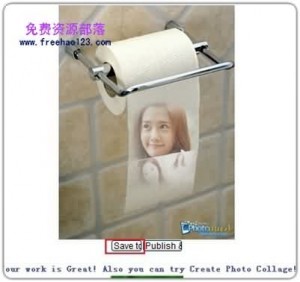 免费资源部落
www.freehao123.com
Photo
Save to
Publish &
our work is Great! Also you can try Create Photo Collage!